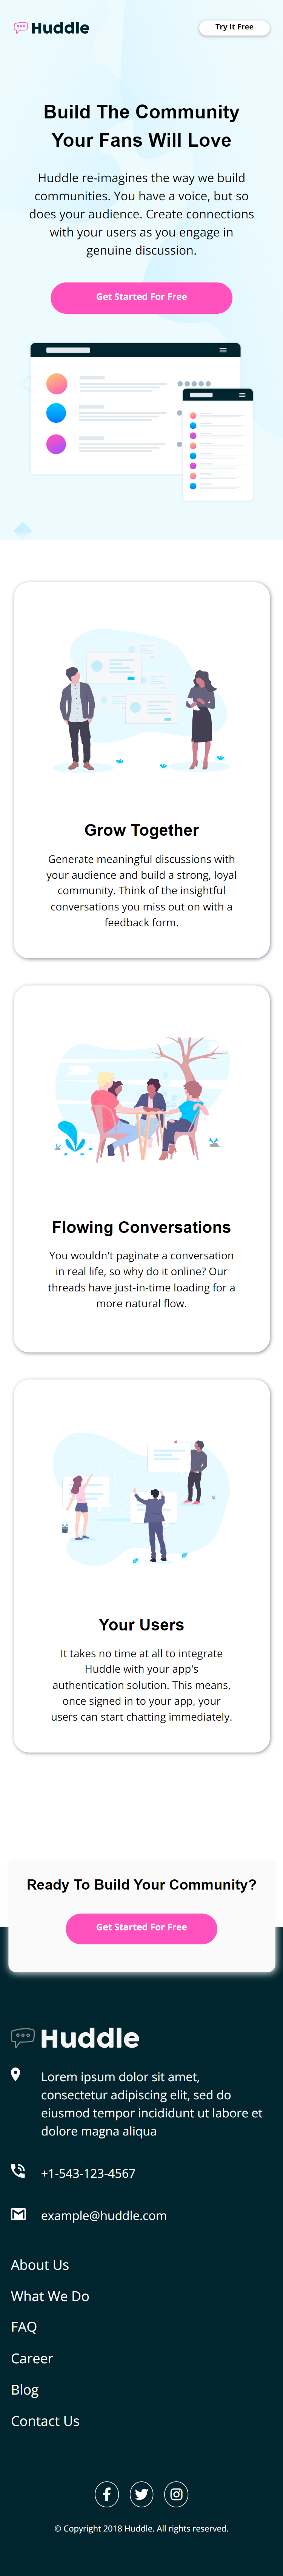 Huddle
Try It Free
Build The Community
Your Fans Will Love
Huddle re-imagines the way we build
communities. You have a voice, but so
does your audience. Create connections
with your users as you engage in
genuine discussion.
Get Started For Free
Grow Together
Generate meaningful discussions with
your audience and build a strong, loyal
community. Think of the insightful
conversations you miss out on with a
feedback form.
Flowing Conversations
You wouldn't paginate a conversation
in real life, so why do it online? Our
threads have just-in-time loading for a
more natural flow.
Your Users
It takes no time at all to integrate
Huddle with your app's
authentication solution. This means,
once signed in to your app, your
users can start chatting immediately.
Ready To Build Your Community?
Get Started For Free
Huddle
Lorem ipsum dolor sit amet,
consectetur adipiscing elit, sed do
eiusmod tempor incididunt ut labore et
dolore magna aliqua
+1-543-123-4567
example@huddle.com
About Us
What We Do
FAQ
Career
Blog
Contact Us
© Copyright 2018 Huddle. All rights reserved.